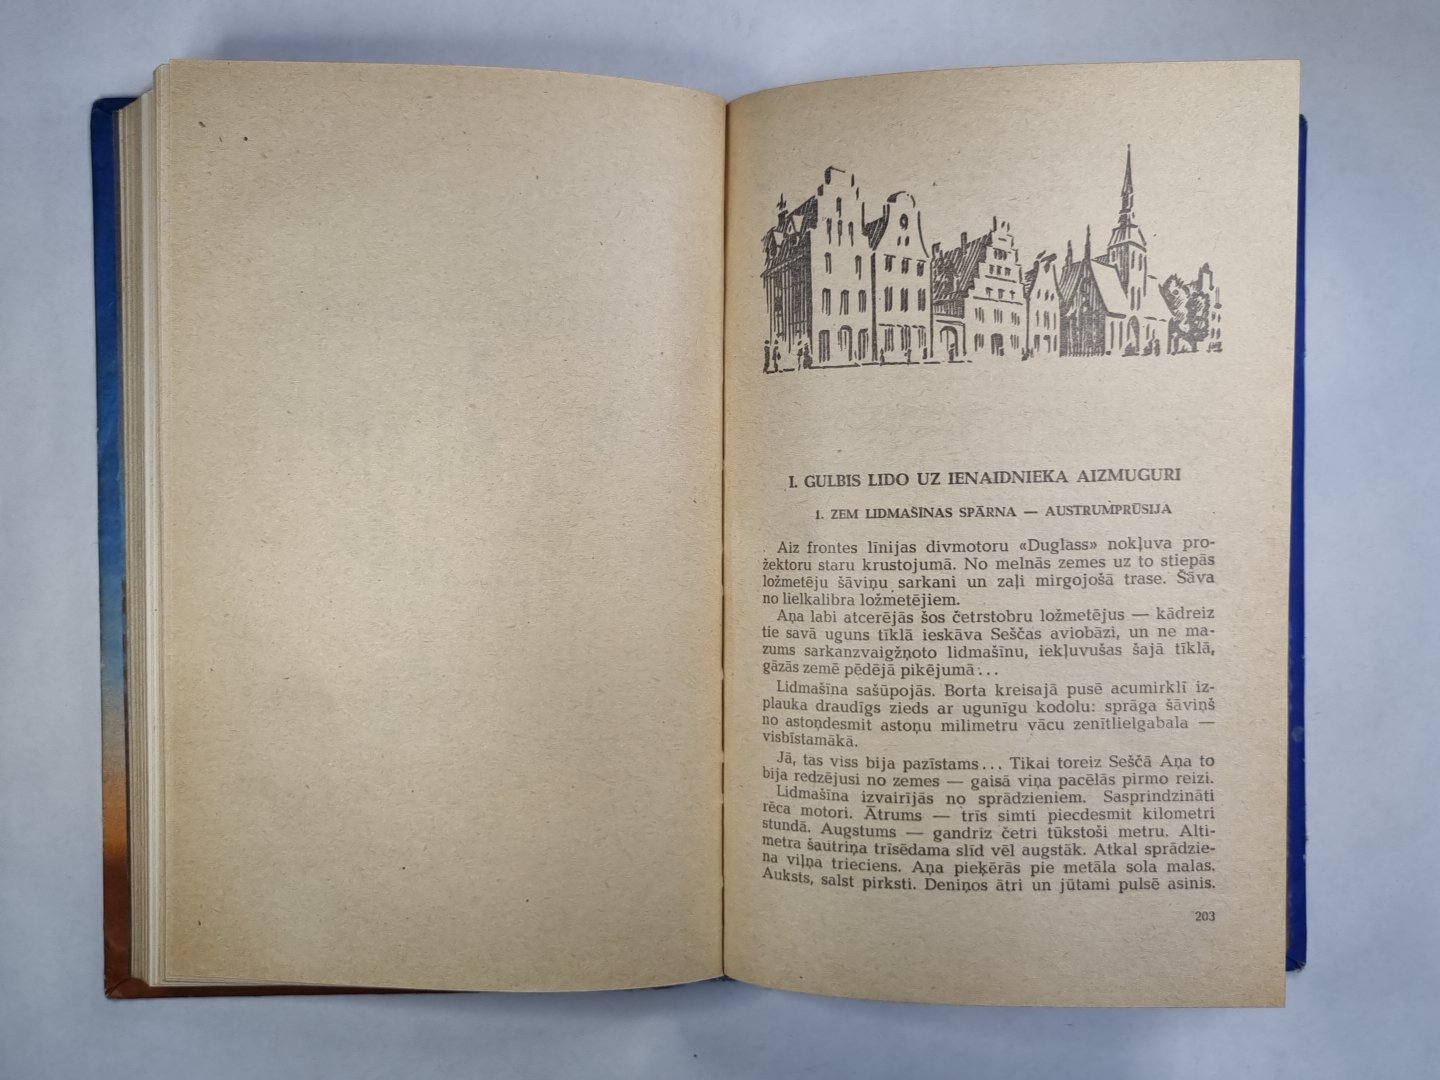 I. GULBIS LIDO UZ IENAIDNIEKA AIZMUGURI
1. ZEM LIDMAŠĪNAS SPĀRNA — AUSTRUMPRŪSIJA
Aiz frontes līnijas divmotoru «Duglass» nokļuva pro-
žektoru staru krustojumā. No melnās zemes uz to stiepās
ložmetēju šāviņu sarkani un zaļi mirgojošā trase. Šāva
no lielkalibra ložmetējiem.
Aņa labi atcerējās šos četrstobru ložmetējus — kādreiz
tie savā uguns tīklā ieskāva Seščas aviobāzi, un ne ma-
zums sarkanzvaigžņoto lidmašīnu, iekļuvušas šajā tīklā,
gāzās zemē pēdējā pikējumā...
Lidmašīna sašūpojās. Borta kreisajā pusē acumirklī iz-
plauka draudīgs zieds ar ugunīgu kodolu: sprāga šāviņš
no astoņdesmit astoņu milimetru vācu zenītlielgabala —
visbīstamākā.
Jā, tas viss bija pazīstams... Tikai toreiz Seščā Aņa to
bija redzējusi no zemes — gaisā viņa pacēlās pirmo reizi.
Lidmašīna izvairījās no sprādzieniem. Sasprindzināti
rēca motori. Ātrums — trīs simti piecdesmit kilometri
stundā. Augstums — gandrīz četri tūkstoši metru. Alti-
metra šautriņa trīsēdama slīd vēl augstāk. Atkal sprādzie-
na viļņa trieciens. Aņa pieķērās pie metāla sola malas.
Auksts, salst pirksti. Deniņos ātri un jūtami pulsē asinis.
203